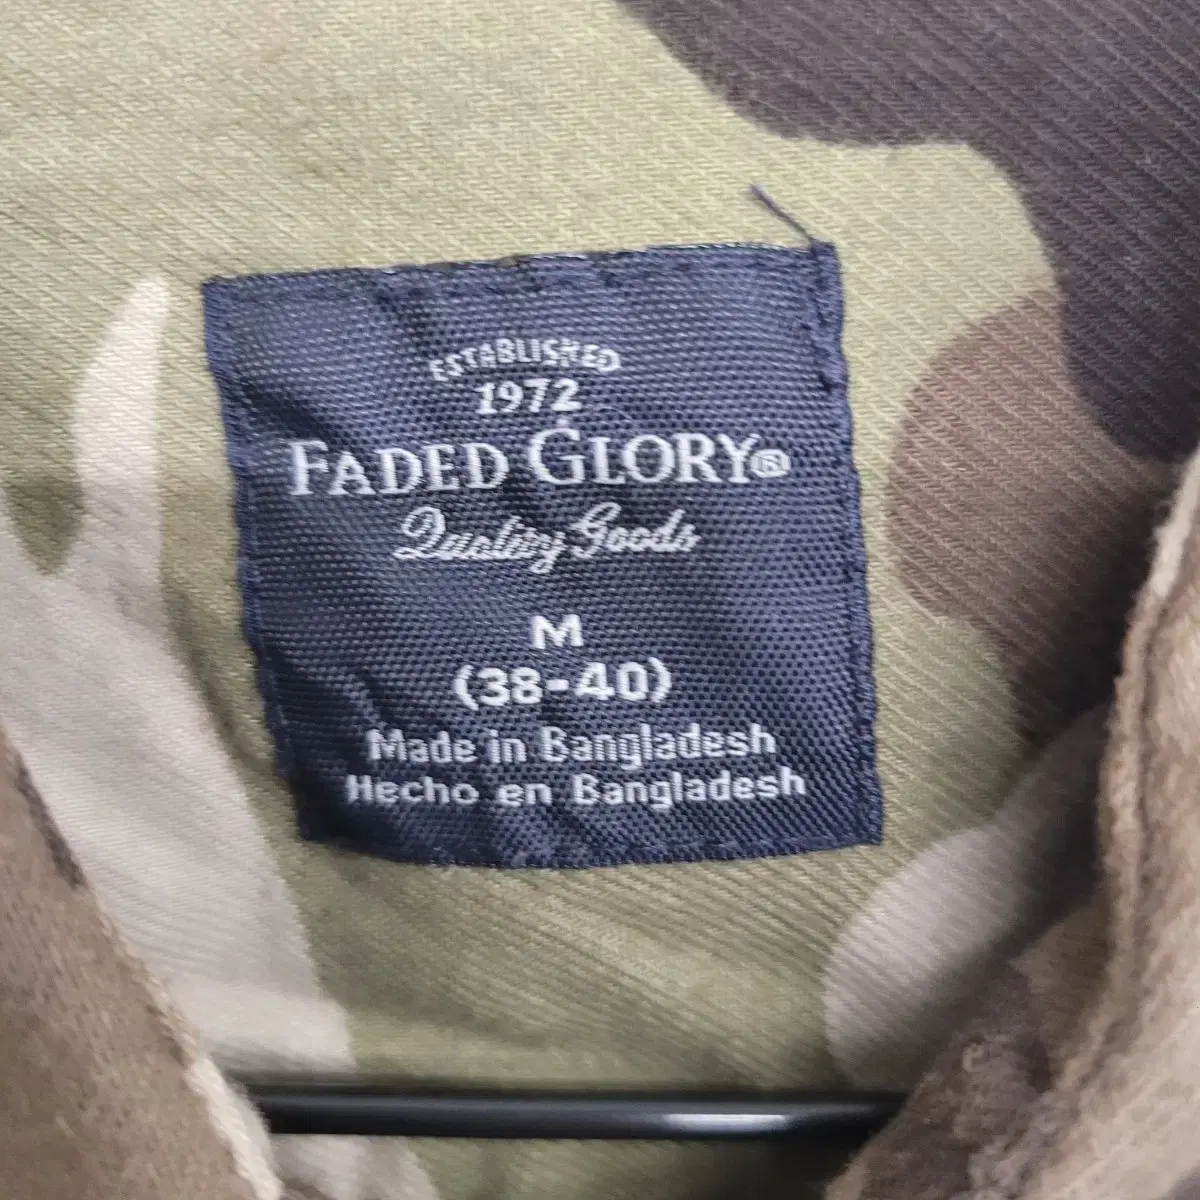 ESTABLISHED
1972
FADED GLORY®
Quality Goods
M
(38-40)
Made in Bangladesh
Hecho en Bangladesh